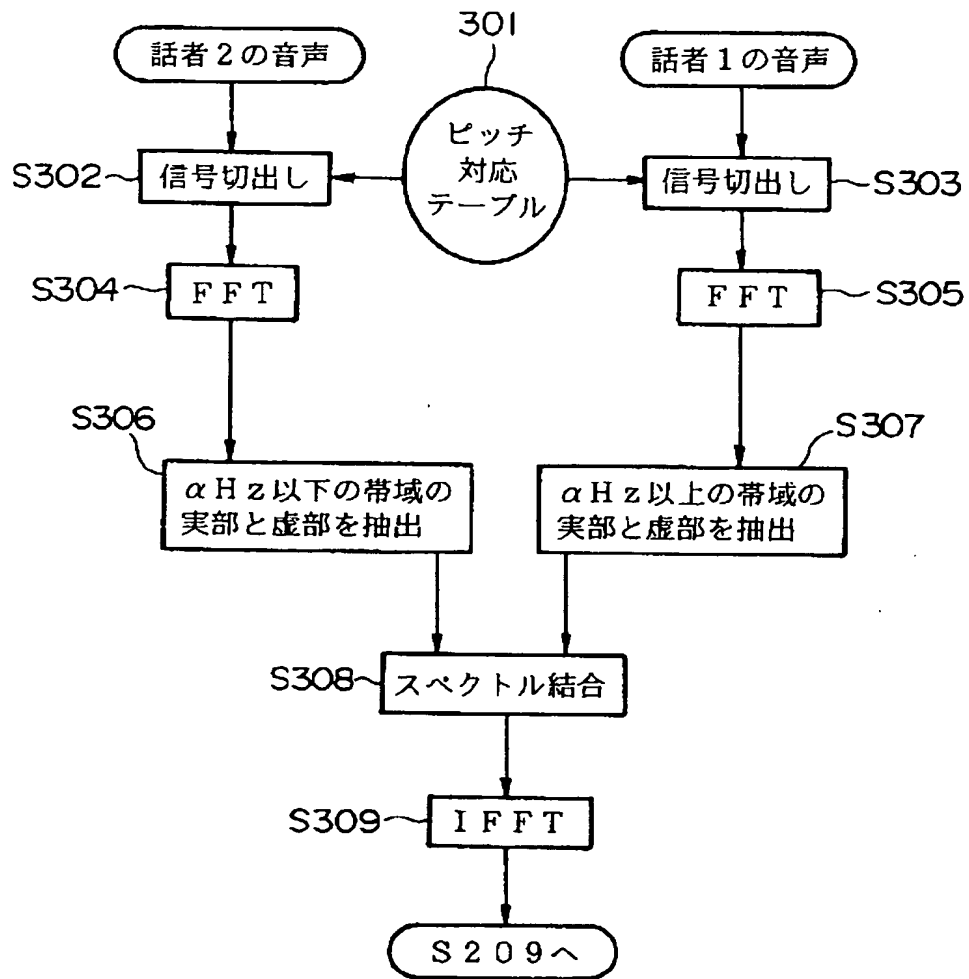 301
話者2の音声
話者1の音声
ピッチ
対応
テーブル
S302
信号切出し
信号切出し
S303
S304
FFT
FFT
S305
S306
S307
αHz以下の帯域の
実部と虚部を抽出
αHz以上の帯域の
実部と虚部を抽出
S308
スペクトル結合
S309
IFFT
S209へ